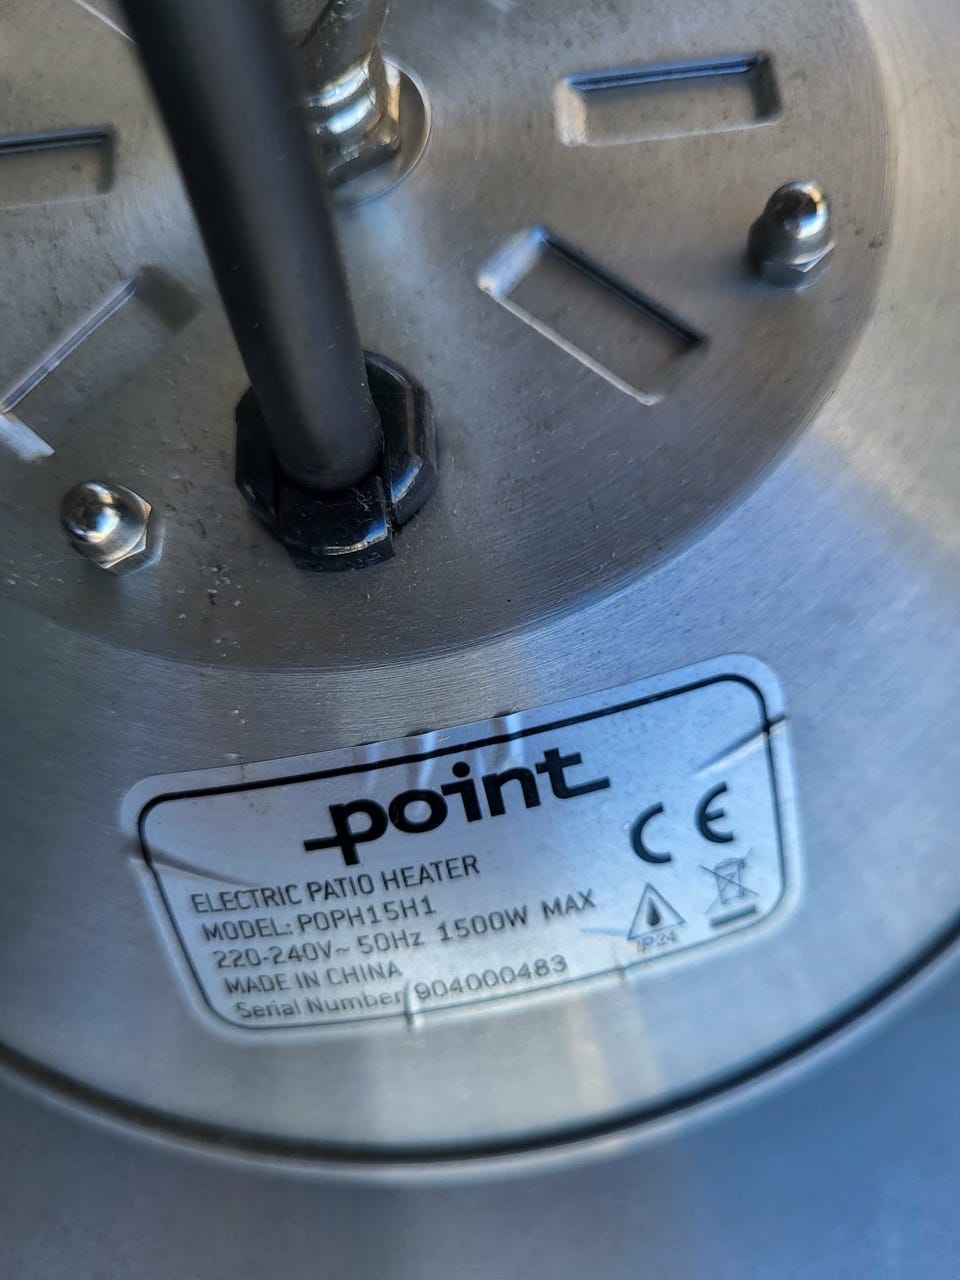 point
CE
ELECTRIC PATIO HEATER
MODEL: POPH15H1
220-240V~ 50Hz 1500W MAX
IP24
MADE IN CHINA
Serial Number 904000483